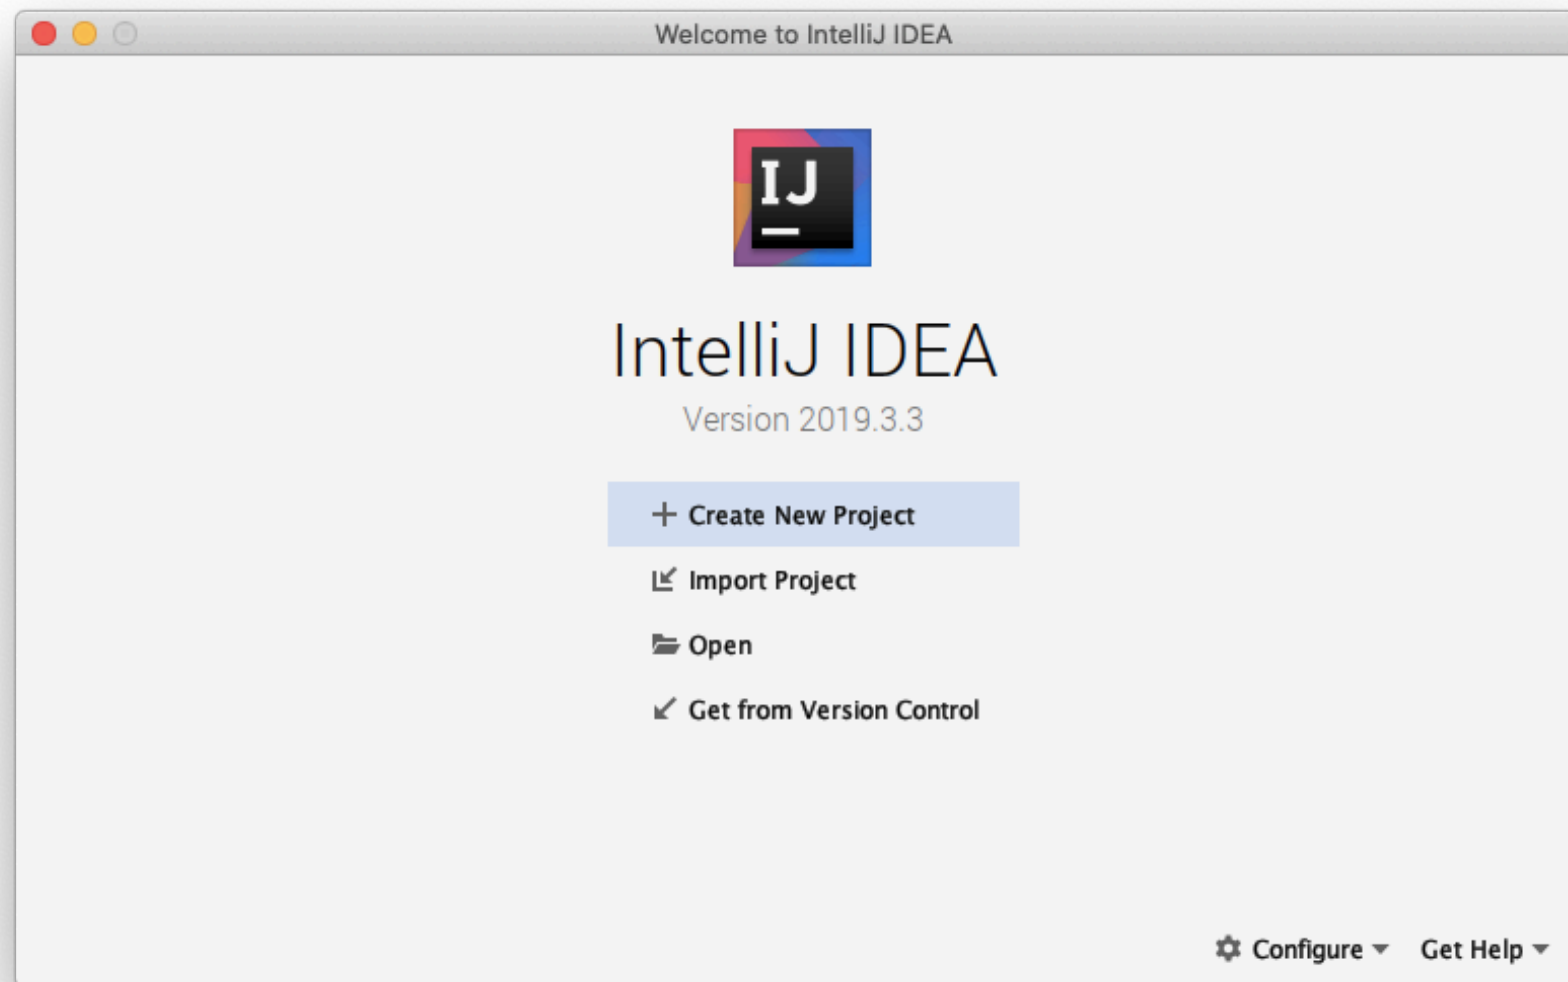 Welcome to IntelliJ IDEA
IJ
IntelliJ IDEA
Version 2019.3.3
Create New Project
Import Project
Open
Get from Version Control
Configure Get Help